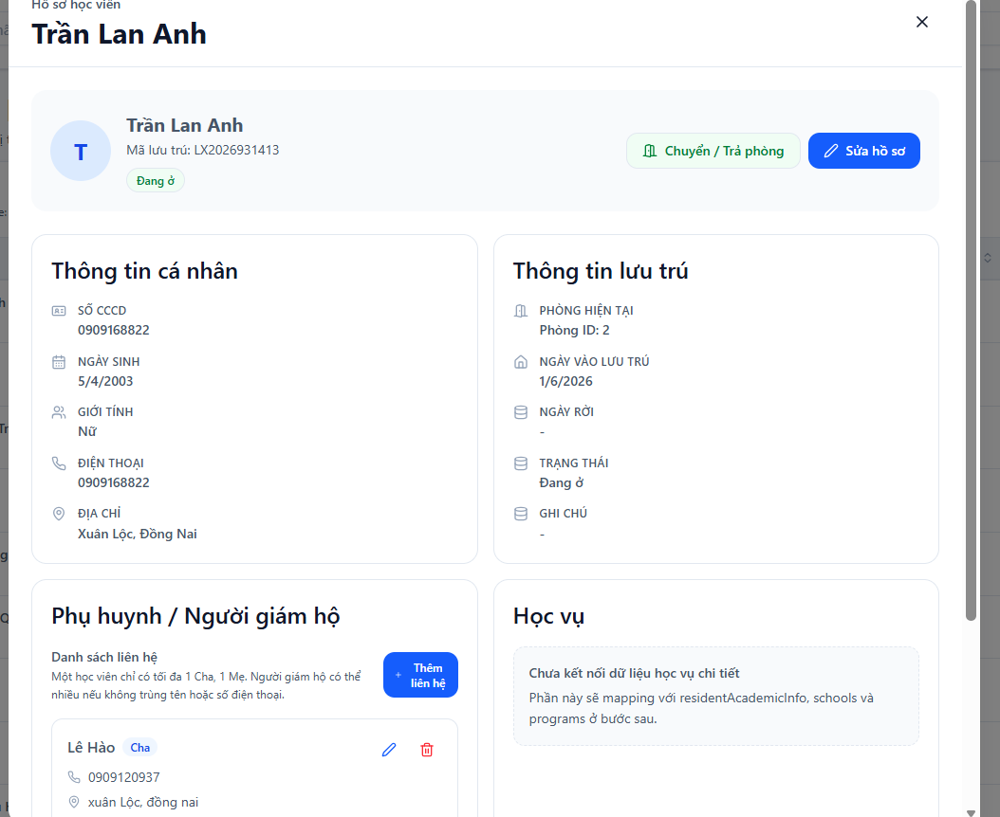 Hồ sơ học viên
Trần Lan Anh
T
Trần Lan Anh
Mã lưu trú: LX2026931413
Đang ở
Chuyển / Trả phòng
Sửa hồ sơ
Thông tin cá nhân
SỐ CCCD
0909168822
NGÀY SINH
5/4/2003
GIỚI TÍNH
Nữ
ĐIỆN THOẠI
0909168822
ĐỊA CHỈ
Xuân Lộc, Đồng Nai
Thông tin lưu trú
PHÒNG HIỆN TẠI
Phòng ID: 2
NGÀY VÀO LƯU TRÚ
1/6/2026
NGÀY RỜI
-
TRẠNG THÁI
Đang ở
GHI CHÚ
-
Phụ huynh / Người giám hộ
Danh sách liên hệ
Một học viên chỉ có tối đa 1 Cha, 1 Mẹ. Người giám hộ có thể
nhiều nếu không trùng tên hoặc số điện thoại.
+ Thêm
liên hệ
Lê Hào Cha
0909120937
xuân Lộc, đồng nai
Học vụ
Chưa kết nối dữ liệu học vụ chi tiết
Phần này sẽ mapping với residentAcademicInfo, schools và
programs ở bước sau.